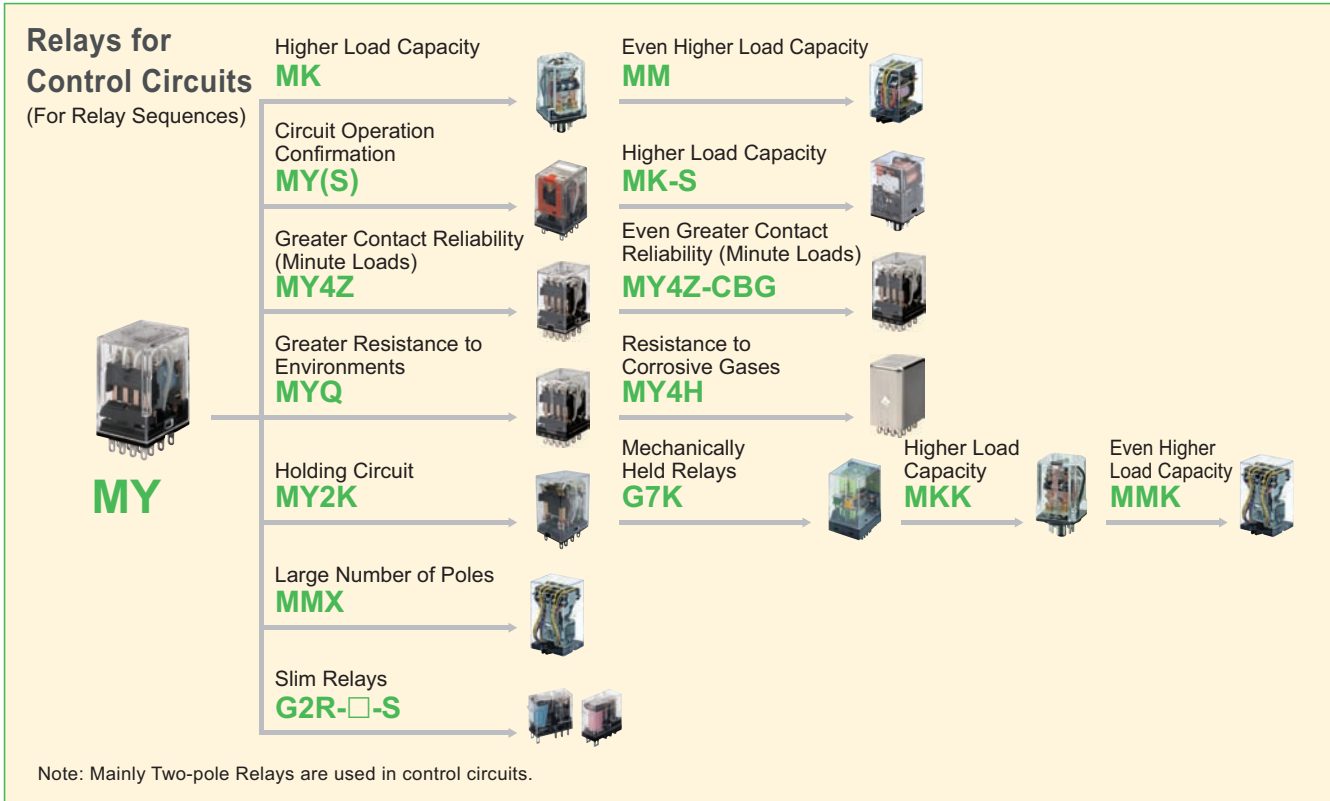 Relays for
Control Circuits
(For Relay Sequences)
MY
Higher Load Capacity
MK
Even Higher Load Capacity
MM
Circuit Operation
Confirmation
MY(S)
Higher Load Capacity
MK-S
Greater Contact Reliability
(Minute Loads)
MY4Z
Even Greater Contact
Reliability (Minute Loads)
MY4Z-CBG
Greater Resistance to
Environments
MYQ
Resistance to
Corrosive Gases
MY4H
Holding Circuit
MY2K
Mechanically
Held Relays
G7K
Higher Load
Capacity
MKK
Even Higher
Load Capacity
MMK
Large Number of Poles
MMX
Slim Relays
G2R-□-S
Note: Mainly Two-pole Relays are used in control circuits.